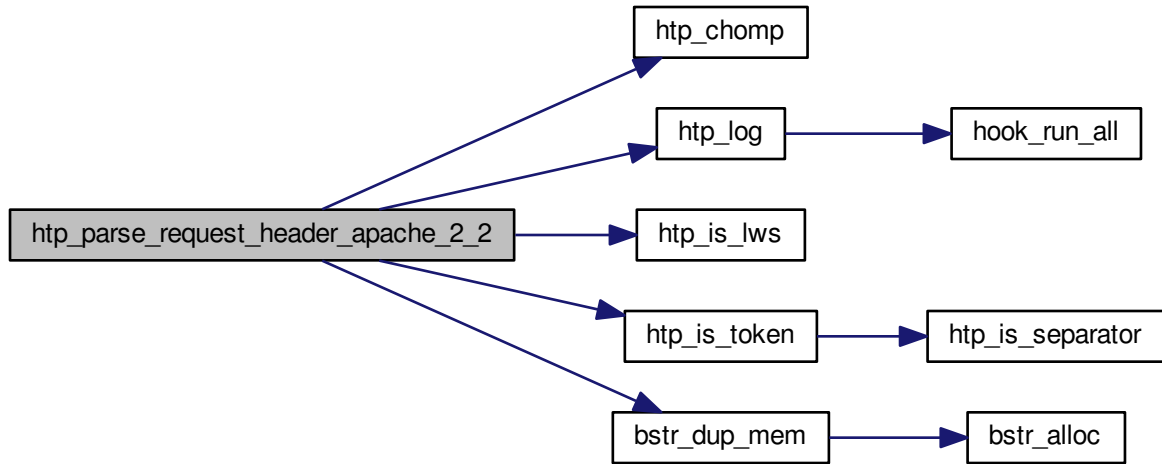 htp_chomp
htp_log
hook_run_all
htp_parse_request_header_apache_2_2
htp_is_lws
htp_is_token
htp_is_separator
bstr_dup_mem
bstr_alloc